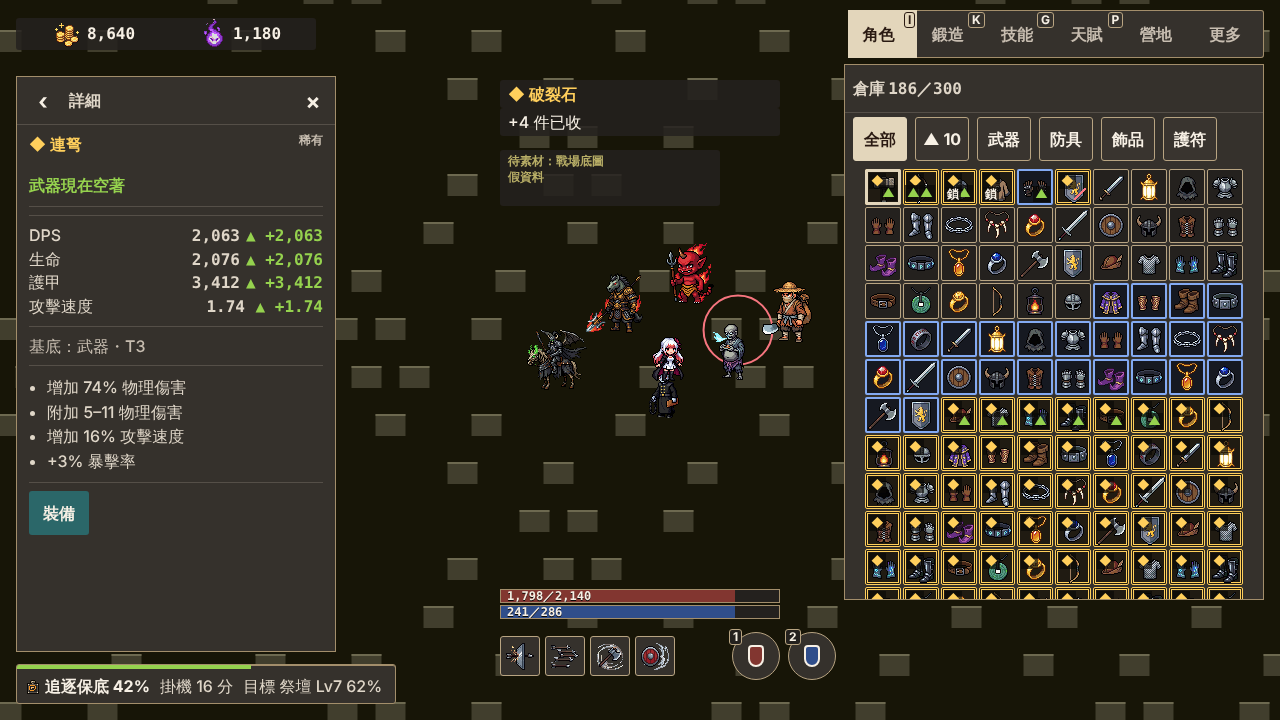 8,640
1,180
角色 I
鍛造 K
技能 G
天賦 P
營地
更多
‹ 詳細 ×
連弩 稀有
武器現在空著
DPS 2,063 ▲ +2,063
生命 2,076 ▲ +2,076
護甲 3,412 ▲ +3,412
攻擊速度 1.74 ▲ +1.74
基底：武器・T3
• 增加 74% 物理傷害
• 附加 5–11 物理傷害
• 增加 16% 攻擊速度
• +3% 暴擊率
裝備
追逐保底 42% 掛機 16 分 目標 祭壇 Lv7 62%
破裂石
+4 件已收
待素材：戰場底圖
假資料
1,798／2,140
241／286
1
2
倉庫 186／300
全部
▲ 10
武器
防具
飾品
護符
鎖
鎖